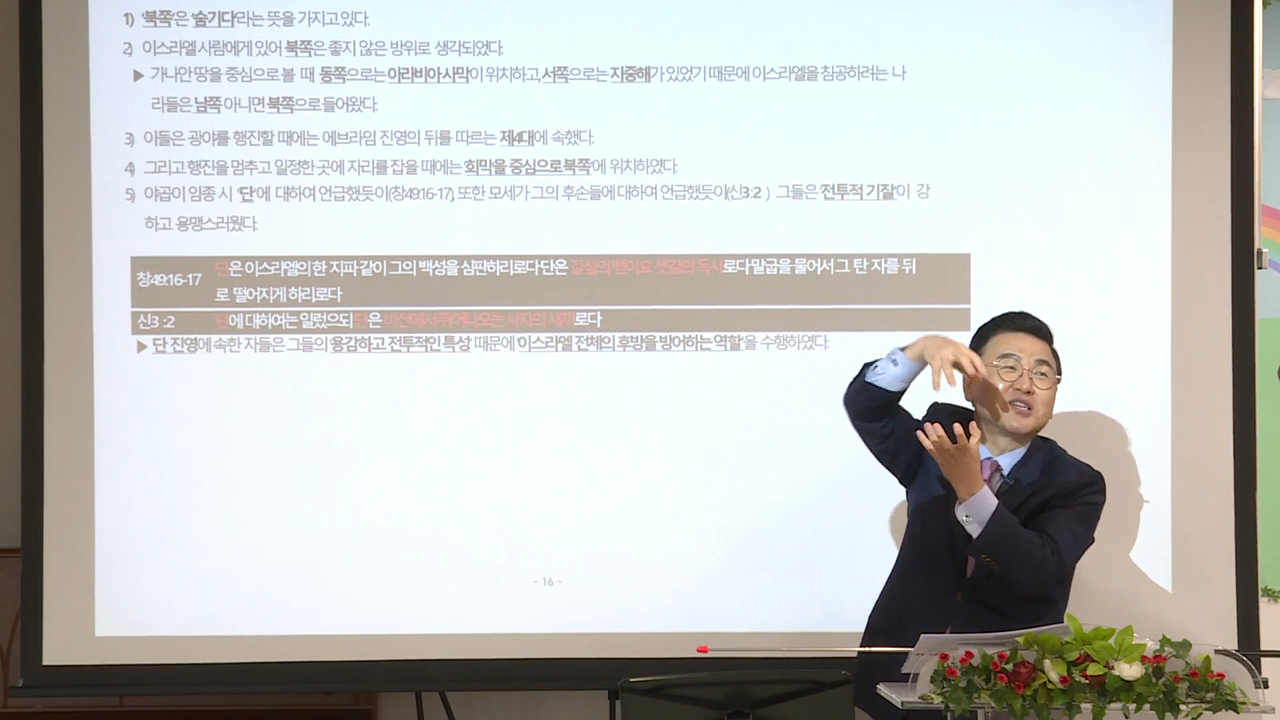 1) '북쪽'은 '숨기다'라는 뜻을 가지고 있다.
2) 이스라엘 사람에게 있어 북쪽은 좋지 않은 방위로 생각되었다.
▶ 가나안 땅을 중심으로 볼 때 동쪽으로는 아라비아 사막이 위치하고, 서쪽으로는 지중해가 있었기 때문에 이스라엘을 침공하려는 나
라들은 남쪽 아니면 북쪽으로 들어왔다.
3) 이들은 광야를 행진할 때에는 에브라임 진영의 뒤를 따르는 제4대에 속했다.
4) 그리고 행진을 멈추고 일정한 곳에 자리를 잡을 때에는 '회막을 중심으로 북쪽'에 위치하였다.
5) 야곱이 임종 시 '단'에 대하여 언급했듯이(창49:16-17), 또한 모세가 그의 후손들에 대하여 언급했듯이(신3:2 ) 그들은 '전투적 기질'이 강
하고 용맹스러웠다.
창49:16-17 단은 이스라엘의 한 지파 같이 그의 백성을 심판하리로다 단은 길섶의 뱀이요 샛길의 독사로다 말굽을 물어서 그 탄 자를 뒤
로 떨어지게 하리로다
신3 :2 단에 대하여는 일렀으되 단은 바산에서 뛰어나오는 사자의 새끼로다
▶ 단 진영에 속한 자들은 그들의 '용감하고 전투적인 특성' 때문에 '이스라엘 전체의 후방을 방어하는 역할'을 수행하였다.
- 16 -